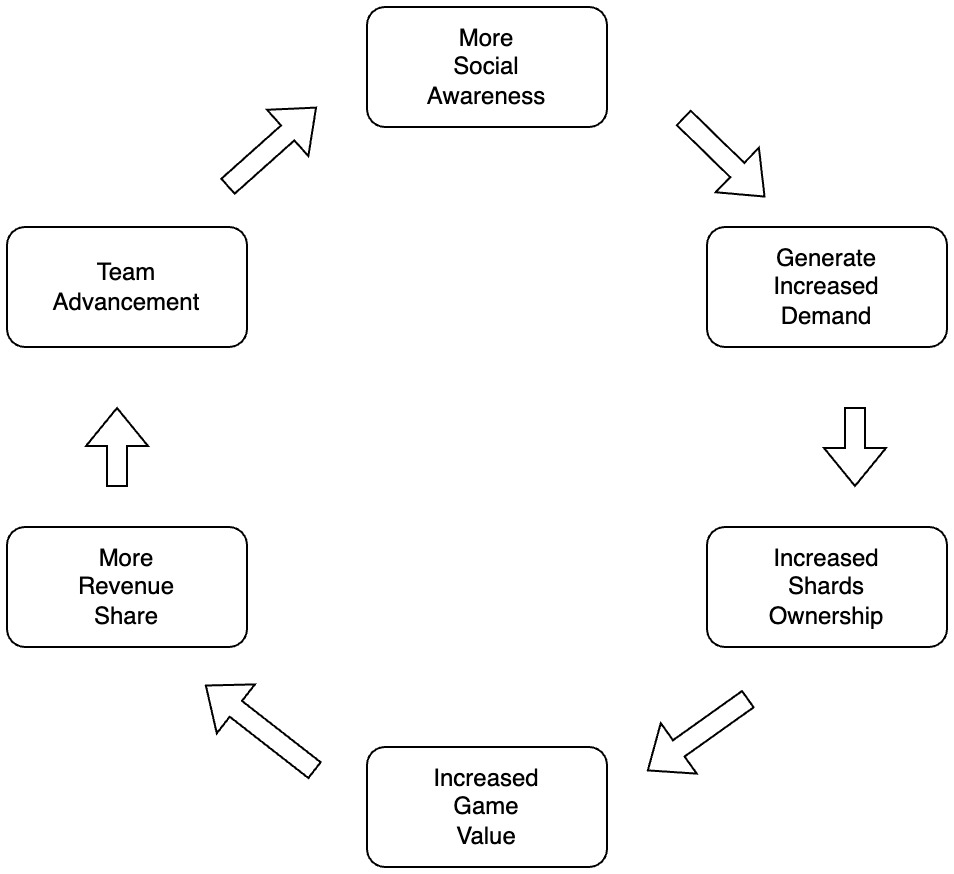 More
Social
Awareness
Generate
Increased
Demand
Increased
Shards
Ownership
Increased
Game
Value
More
Revenue
Share
Team
Advancement